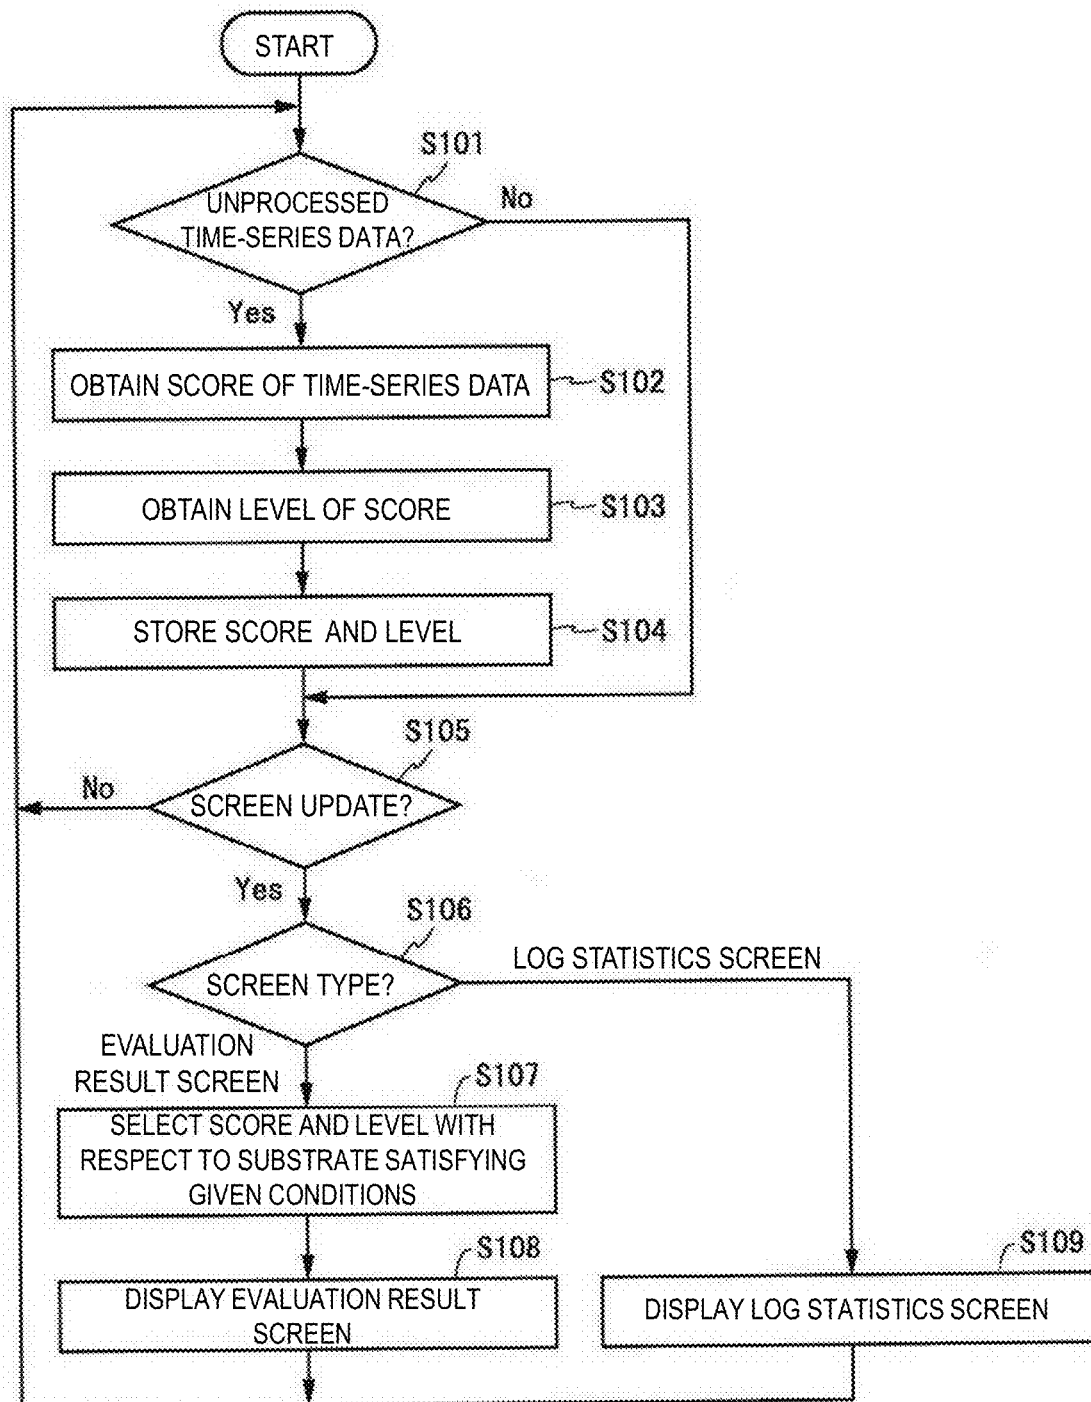 START
S101
UNPROCESSED
TIME-SERIES DATA?
No
Yes
OBTAIN SCORE OF TIME-SERIES DATA
S102
OBTAIN LEVEL OF SCORE
S103
STORE SCORE AND LEVEL
S104
S105
No
SCREEN UPDATE?
Yes
S106
SCREEN TYPE?
LOG STATISTICS SCREEN
EVALUATION
RESULT SCREEN
S107
SELECT SCORE AND LEVEL WITH
RESPECT TO SUBSTRATE SATISFYING
GIVEN CONDITIONS
S108
DISPLAY EVALUATION RESULT
SCREEN
S109
DISPLAY LOG STATISTICS SCREEN